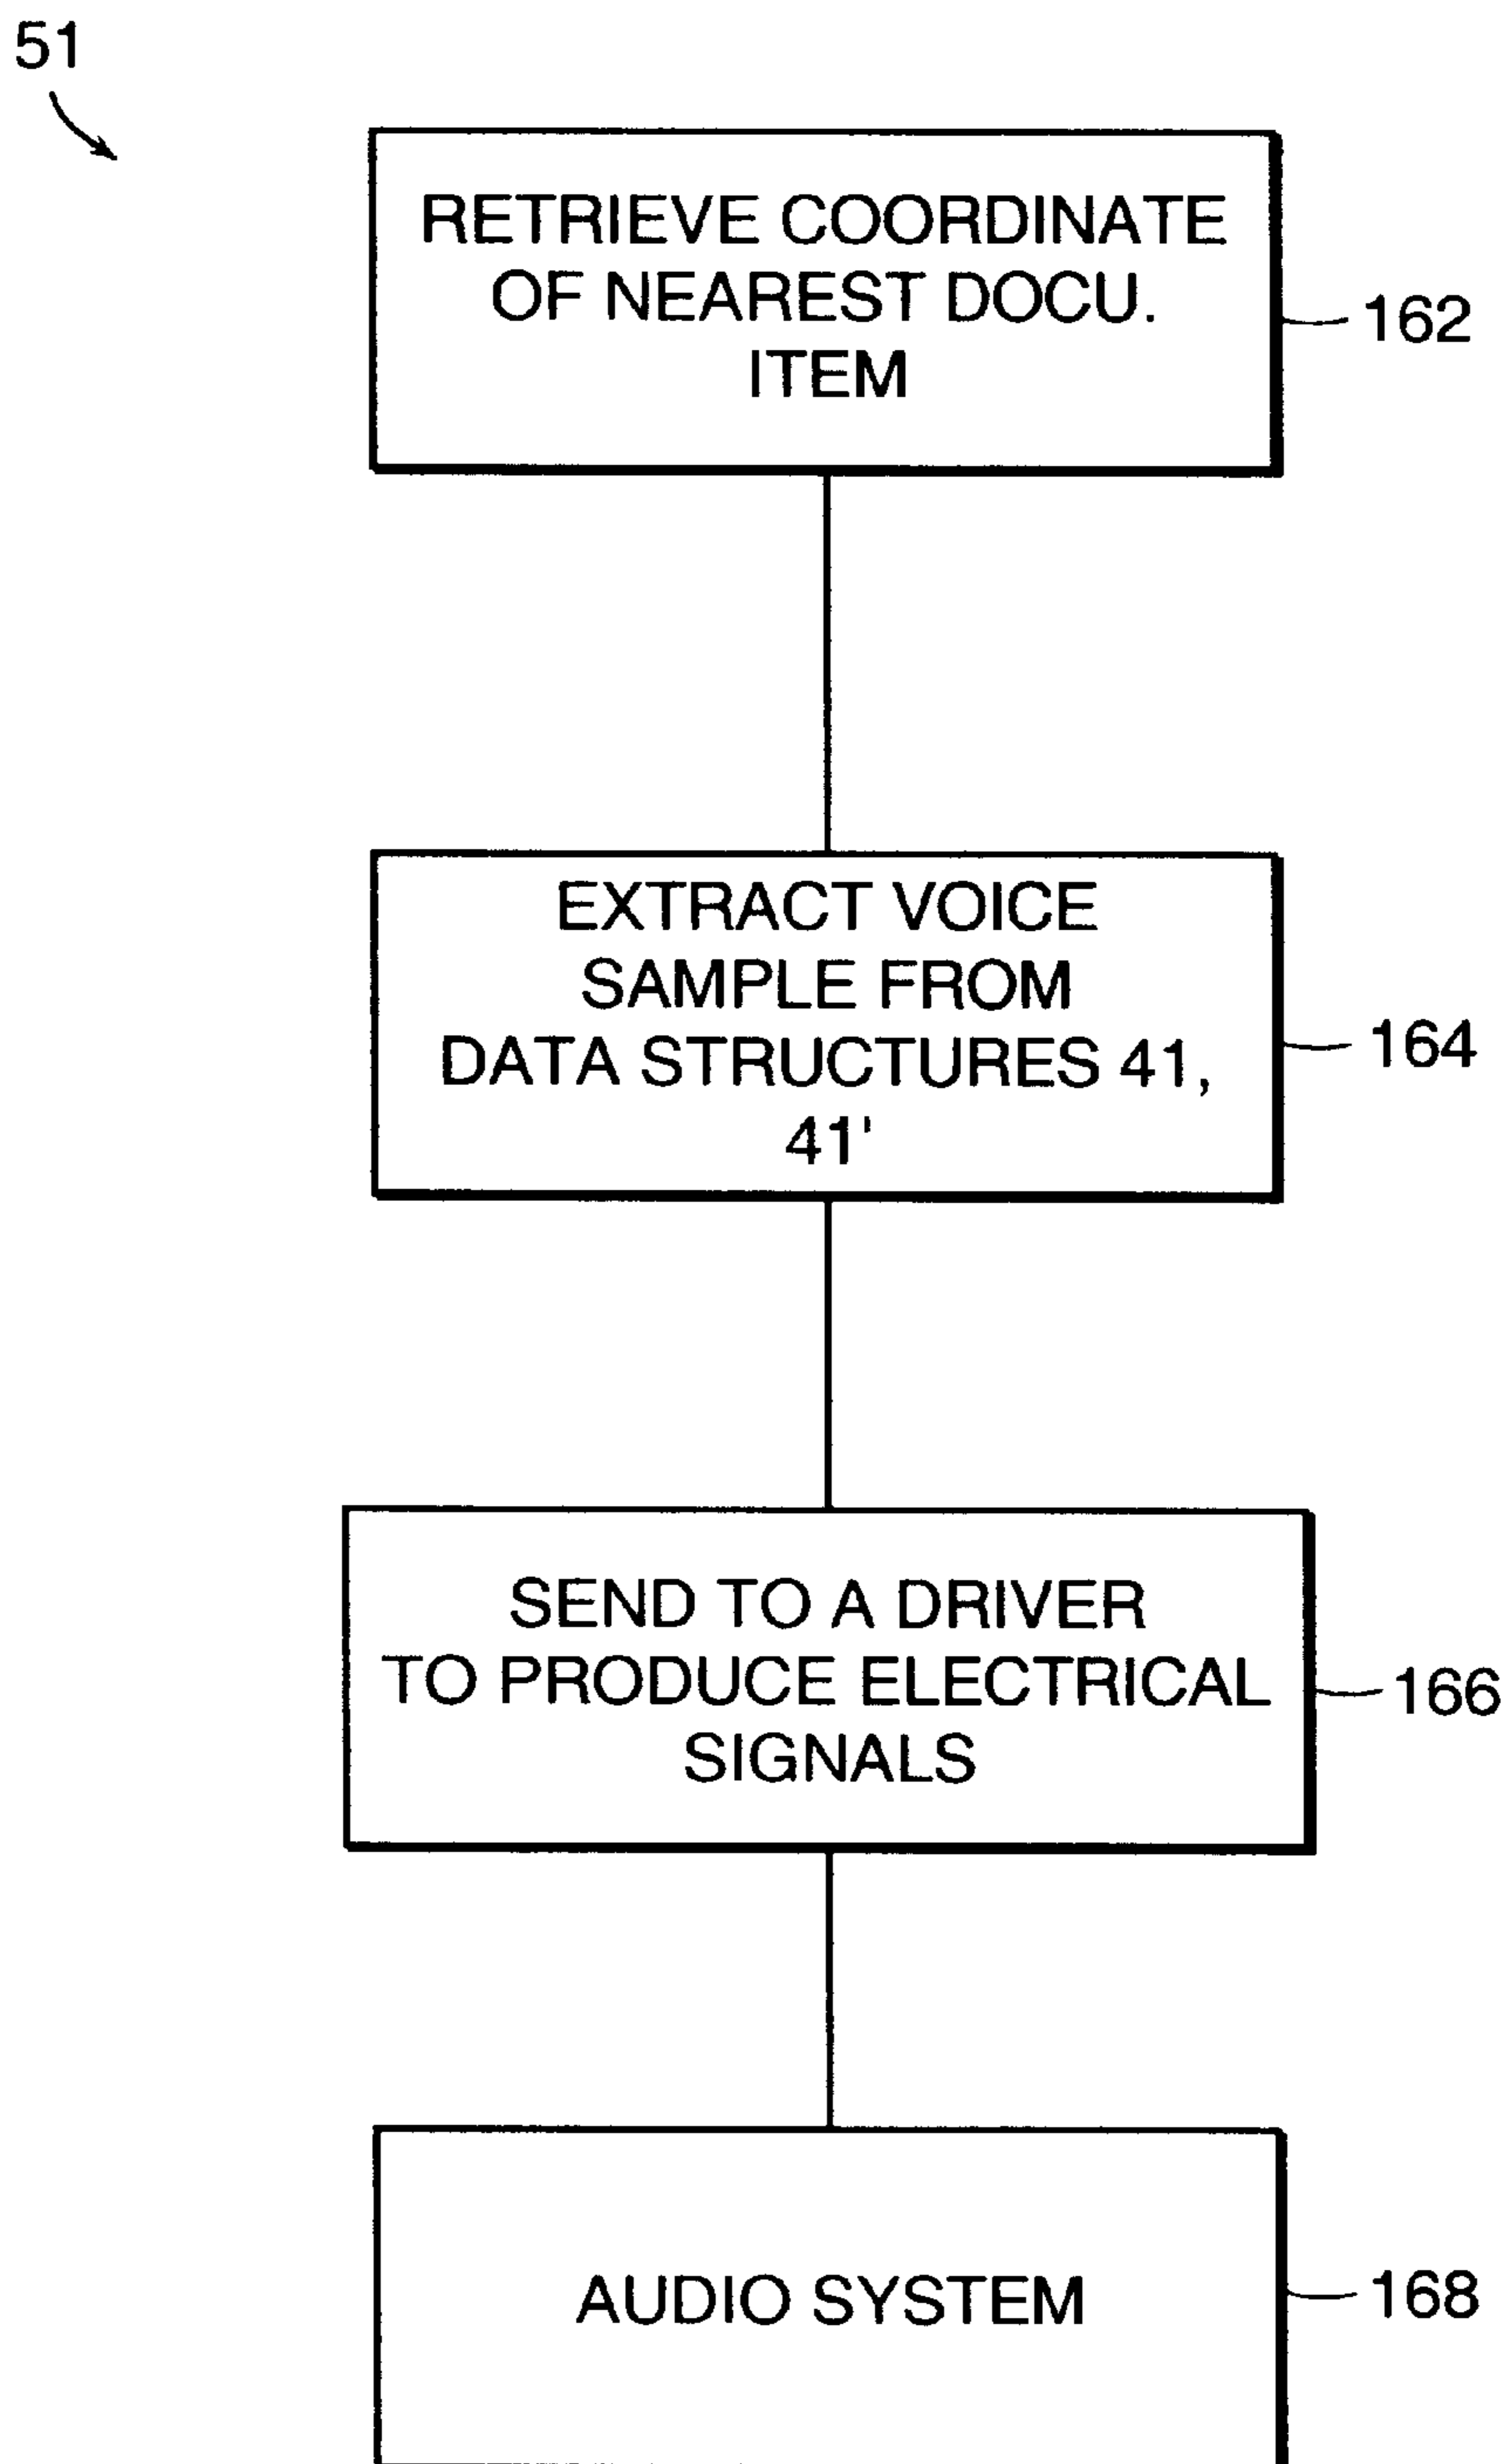 51
RETRIEVE COORDINATE
OF NEAREST DOCU.
ITEM
162
EXTRACT VOICE
SAMPLE FROM
DATA STRUCTURES 41,
41'
164
SEND TO A DRIVER
TO PRODUCE ELECTRICAL
SIGNALS
166
AUDIO SYSTEM
168